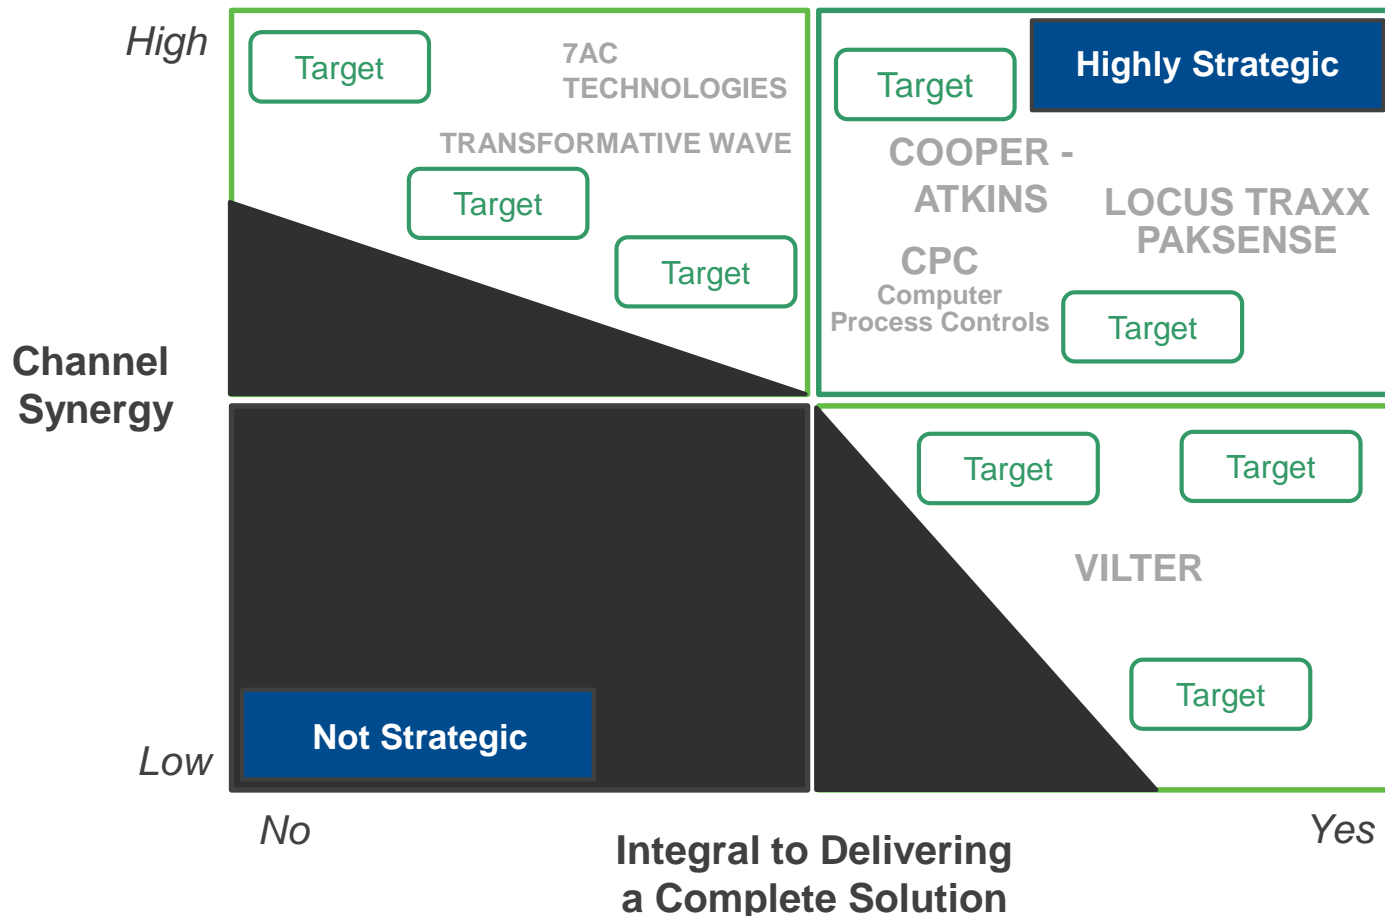 High
Target
7AC
TECHNOLOGIES
TRANSFORMATIVE WAVE
Target
Target
Target
Highly Strategic
COOPER -
ATKINS
LOCUS TRAXX
PAKSENSE
CPC
Computer
Process Controls
Target
Channel
Synergy
Target
Target
VILTER
Target
Not Strategic
Low
No
Yes
Integral to Delivering
a Complete Solution